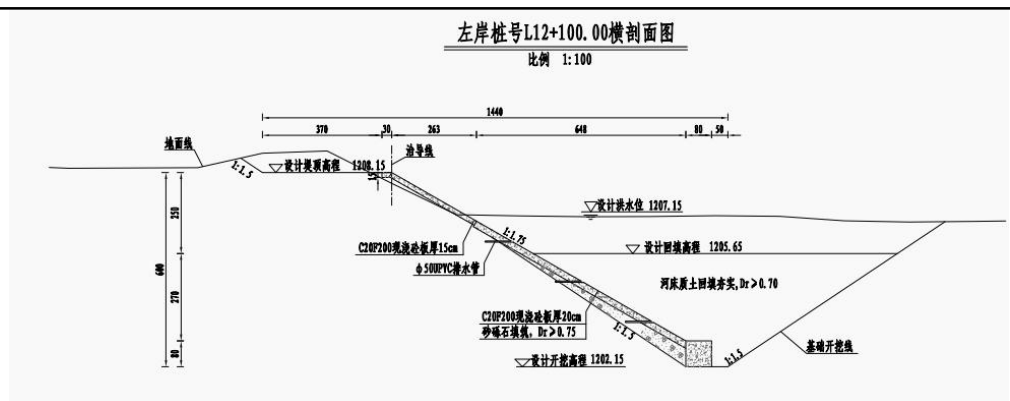 左岸桩号L12+100.00横剖面图
比例 1:100
1440
370
30
263
648
80
50
地面线
治导线
1:1.5
设计堤顶高程 1208.15
15
设计洪水位 1207.15
250
1:1.75
C20F200现浇砼板厚15cm
设计回填高程 1205.65
φ50UPVC排水管
600
河床质土回填夯实,Dr≥0.70
270
C20F200现浇砼板厚20cm
砂砾石填筑, Dr≥0.75
1:1.5
基础开挖线
80
设计开挖高程 1202.15
1:1.5